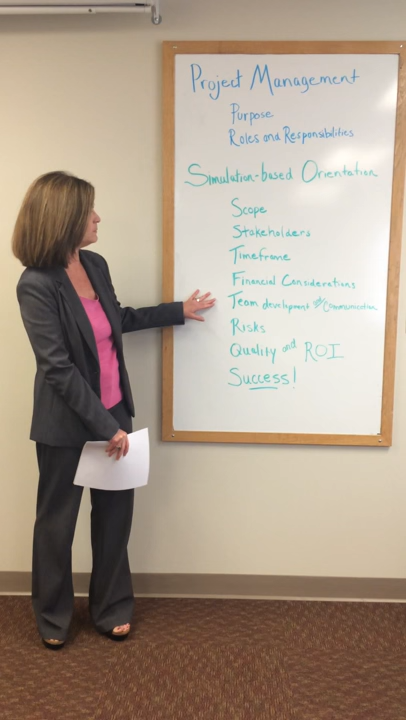 Project Management
Purpose
Roles and Responsibilities
Simulation-based Orientation
Scope
Stakeholders
Timeframe
Financial Considerations
Team development and Communication
Risks
Quality and ROI
Success!